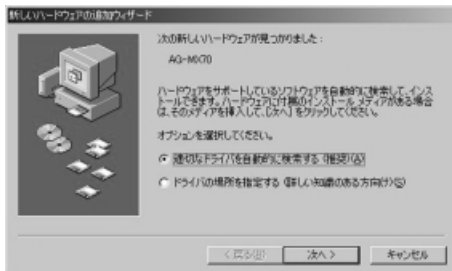 新しいハードウェアの追加ウィザード
次の新しいハードウェアが見つかりました :
AG-MX70
ハードウェアをサポートしているソフトウェアを自動的に検索して、インス
トールできます。ハードウェアに付属のインストール メディアがある場合
は、そのメディアを挿入して、[次へ] をクリックしてください。
オプションを選択してください。
適切なドライバを自動的に検索する (推奨)(A)
ドライバの場所を指定する (詳しい知識のある方向け)(S)
< 戻る(B)
次へ >
キャンセル